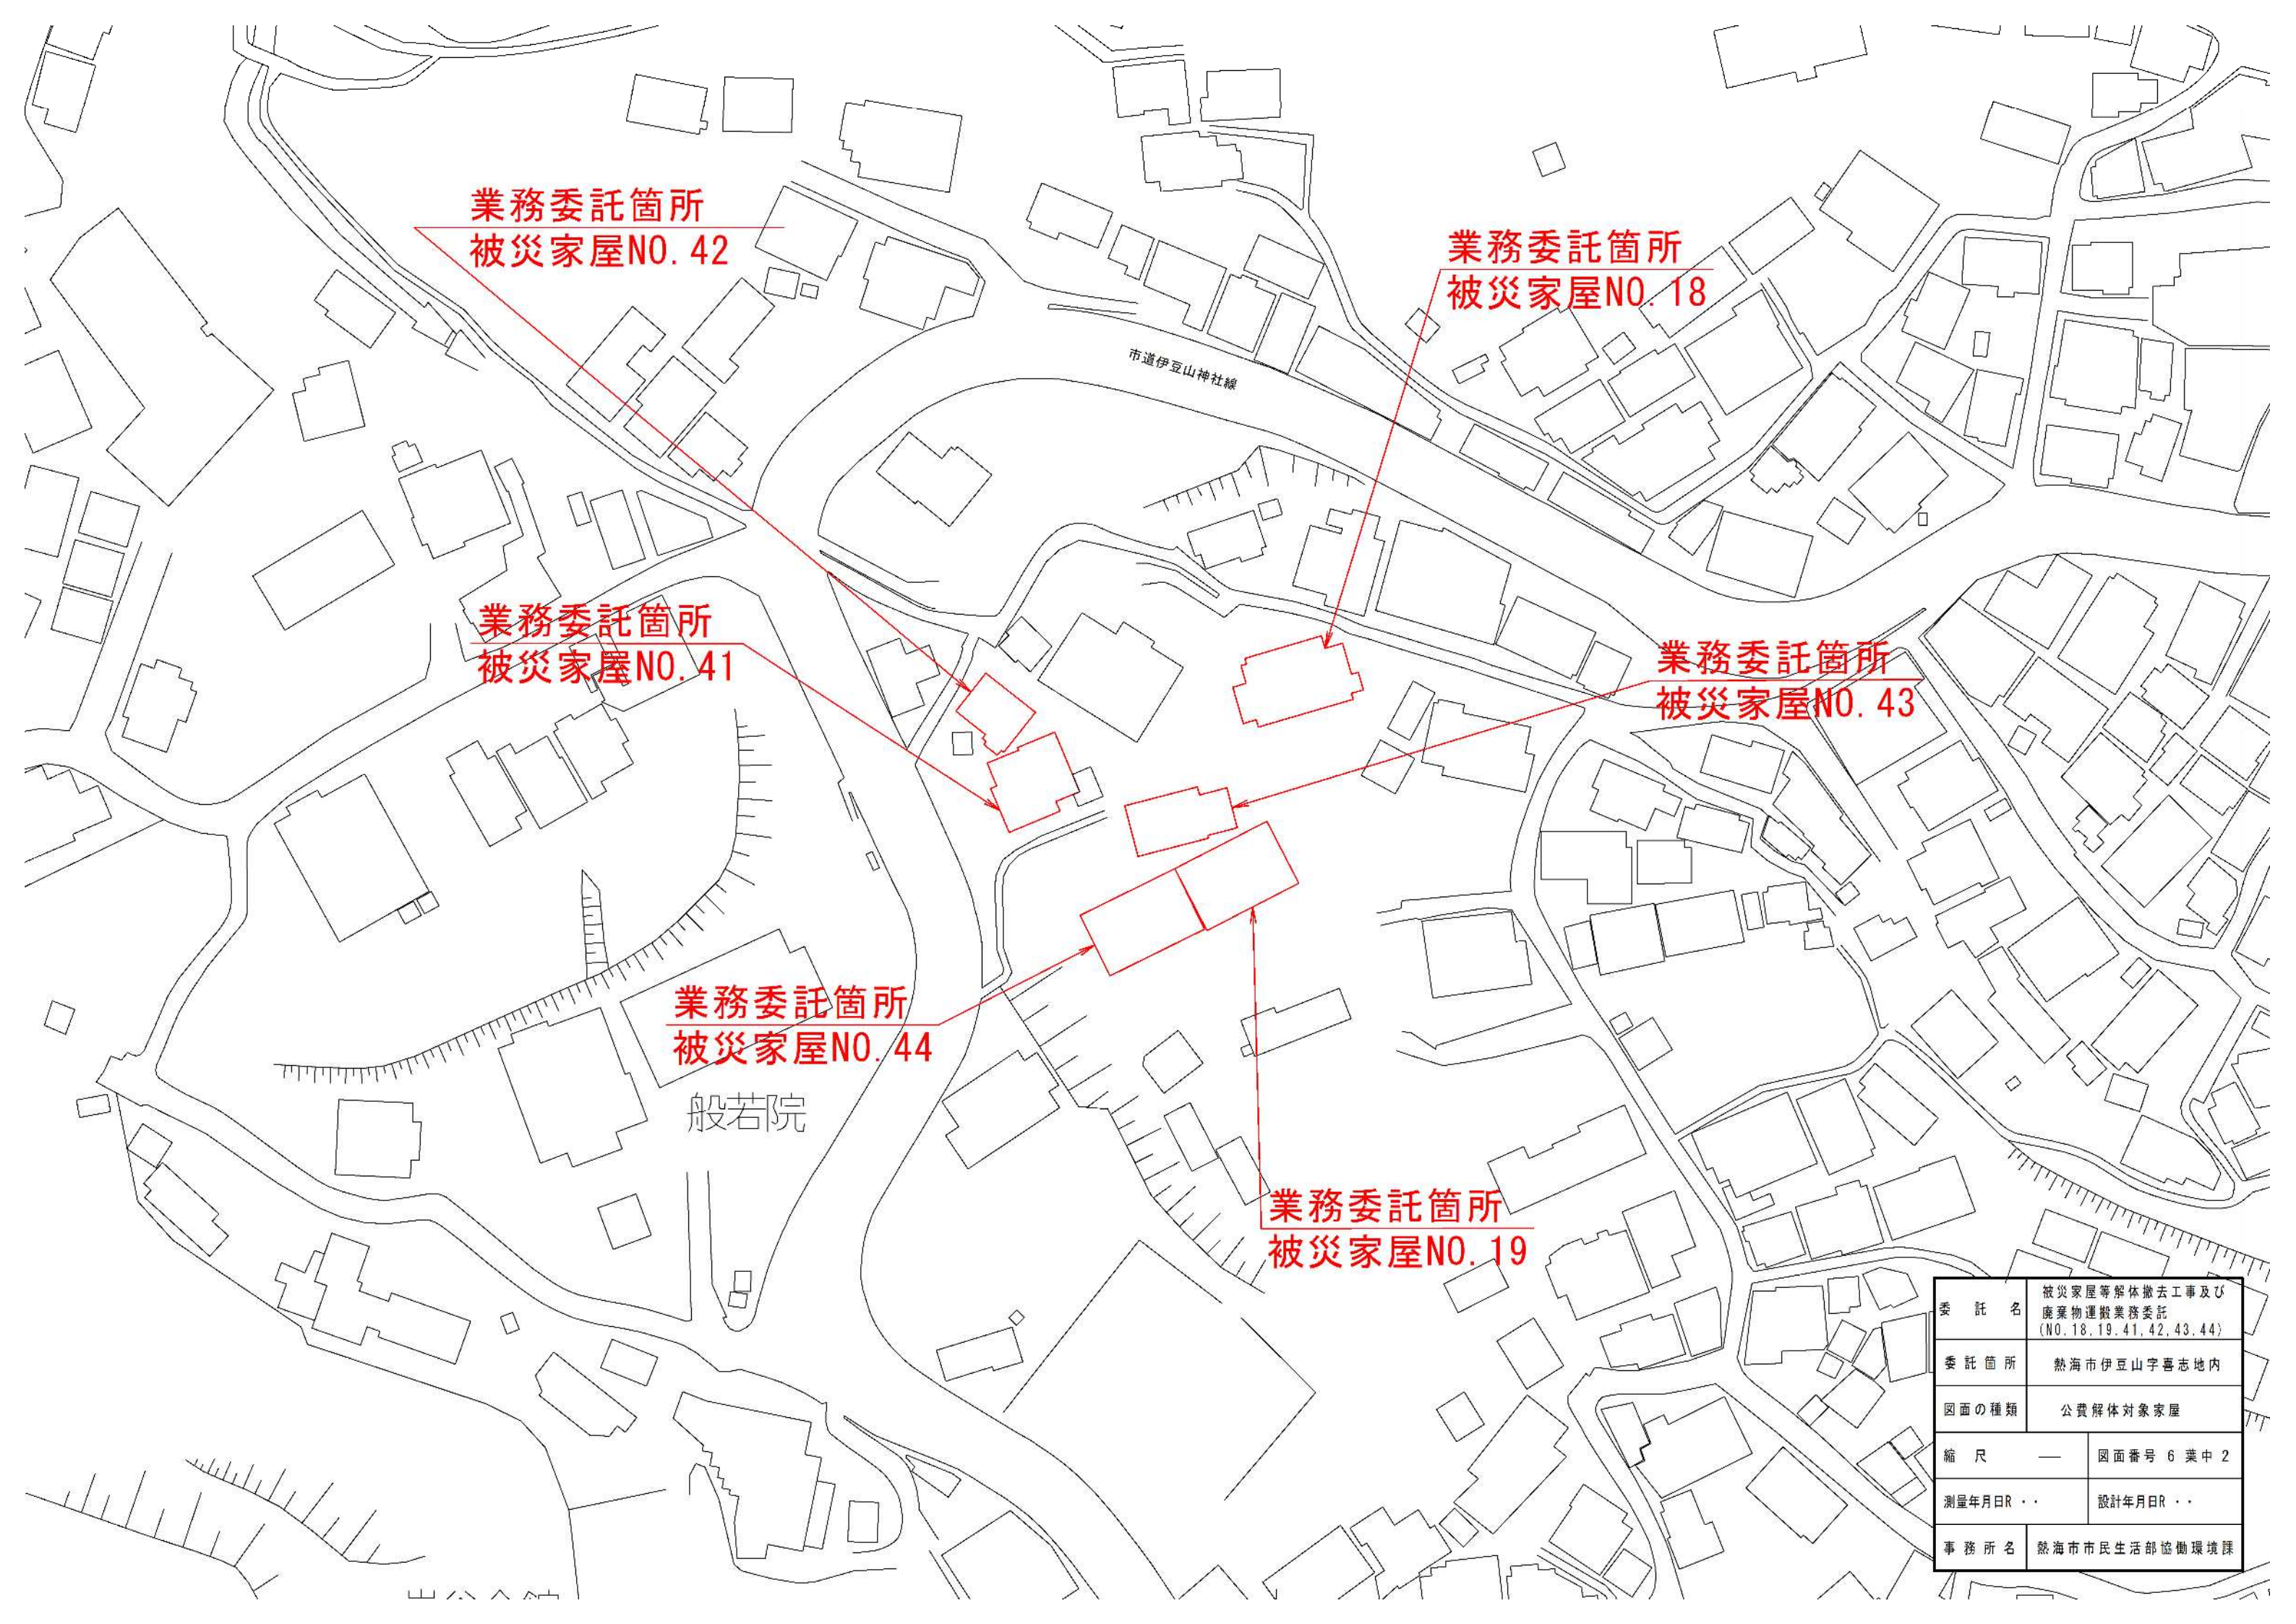 業務委託箇所
被災家屋NO.42
業務委託箇所
被災家屋NO.18
市道伊豆山神社線
業務委託箇所
被災家屋NO.41
業務委託箇所
被災家屋NO.43
業務委託箇所
被災家屋NO.44
般若院
業務委託箇所
被災家屋NO.19
委託名 被災家屋等解体撤去工事及び
廃棄物運搬業務委託
(NO.18.19.41,42,43.44)
委託箇所 熱海市伊豆山字喜志地内
図面の種類 公費解体対象家屋
縮尺 ― 図面番号 6 葉中 2
測量年月日R ・・ 設計年月日R ・・
事務所名 熱海市市民生活部協働環境課